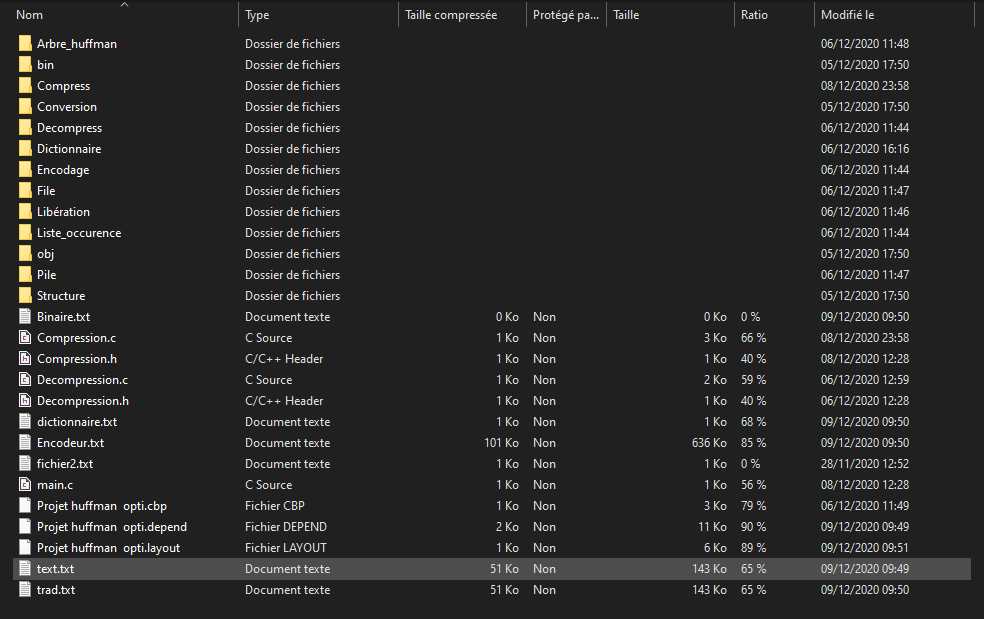 Nom Type Taille compressée Protégé pa... Taille Ratio Modifié le
Arbre_huffman Dossier de fichiers 06/12/2020 11:48
bin Dossier de fichiers 05/12/2020 17:50
Compress Dossier de fichiers 08/12/2020 23:58
Conversion Dossier de fichiers 05/12/2020 17:50
Decompress Dossier de fichiers 06/12/2020 11:44
Dictionnaire Dossier de fichiers 06/12/2020 16:16
Encodage Dossier de fichiers 06/12/2020 11:44
File Dossier de fichiers 06/12/2020 11:47
Libération Dossier de fichiers 06/12/2020 11:46
Liste_occurence Dossier de fichiers 06/12/2020 11:44
obj Dossier de fichiers 05/12/2020 17:50
Pile Dossier de fichiers 06/12/2020 11:47
Structure Dossier de fichiers 05/12/2020 17:50
Binaire.txt Document texte 0 Ko Non 0 Ko 0 % 09/12/2020 09:50
Compression.c C Source 1 Ko Non 3 Ko 66 % 08/12/2020 23:58
Compression.h C/C++ Header 1 Ko Non 1 Ko 40 % 08/12/2020 12:28
Decompression.c C Source 1 Ko Non 2 Ko 59 % 06/12/2020 12:59
Decompression.h C/C++ Header 1 Ko Non 1 Ko 40 % 06/12/2020 12:28
dictionnaire.txt Document texte 1 Ko Non 1 Ko 68 % 09/12/2020 09:50
Encodeur.txt Document texte 101 Ko Non 636 Ko 85 % 09/12/2020 09:50
fichier2.txt Document texte 1 Ko Non 1 Ko 0 % 28/11/2020 12:52
main.c C Source 1 Ko Non 1 Ko 56 % 08/12/2020 12:28
Projet huffman opti.cbp Fichier CBP 1 Ko Non 3 Ko 79 % 06/12/2020 11:49
Projet huffman opti.depend Fichier DEPEND 2 Ko Non 11 Ko 90 % 09/12/2020 09:49
Projet huffman opti.layout Fichier LAYOUT 1 Ko Non 6 Ko 89 % 09/12/2020 09:51
text.txt Document texte 51 Ko Non 143 Ko 65 % 09/12/2020 09:49
trad.txt Document texte 51 Ko Non 143 Ko 65 % 09/12/2020 09:50